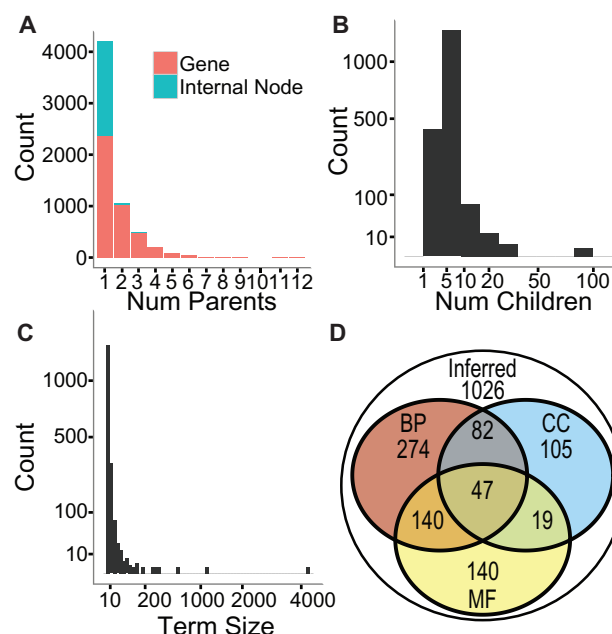 A
4000
3000
2000
1000
0
Count
Gene
Internal Node
1 2 3 4 5 6 7 8 9 10 11 12
Num Parents
B
1000
500
100
10
Count
1 5 10 20 50 100
Num Children
C
1000
500
100
10
Count
10 200 1000 2000 4000
Term Size
D
Inferred
1026
BP
274
82
CC
105
47
140
19
140
MF